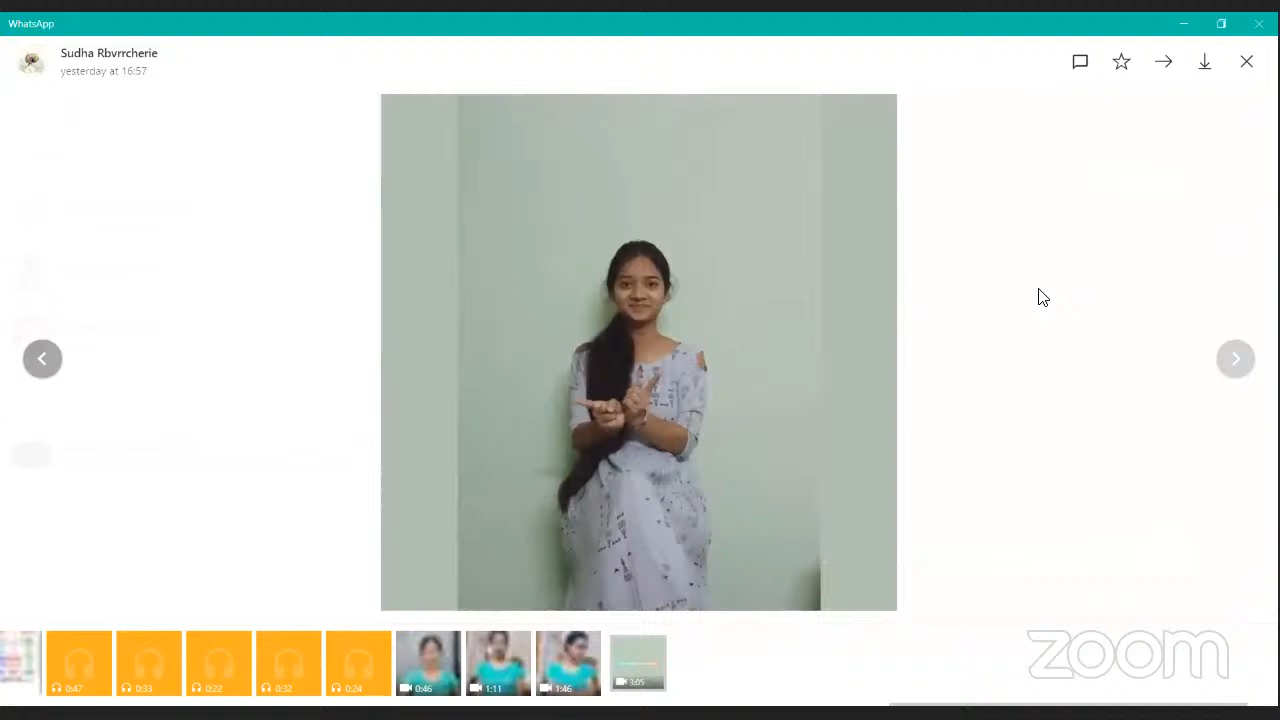 WhatsApp
Sudha Rbvrrcherie
yesterday at 16:57
0:47
0:33
0:22
0:32
0:24
0:46
1:11
1:46
3:05
zoom